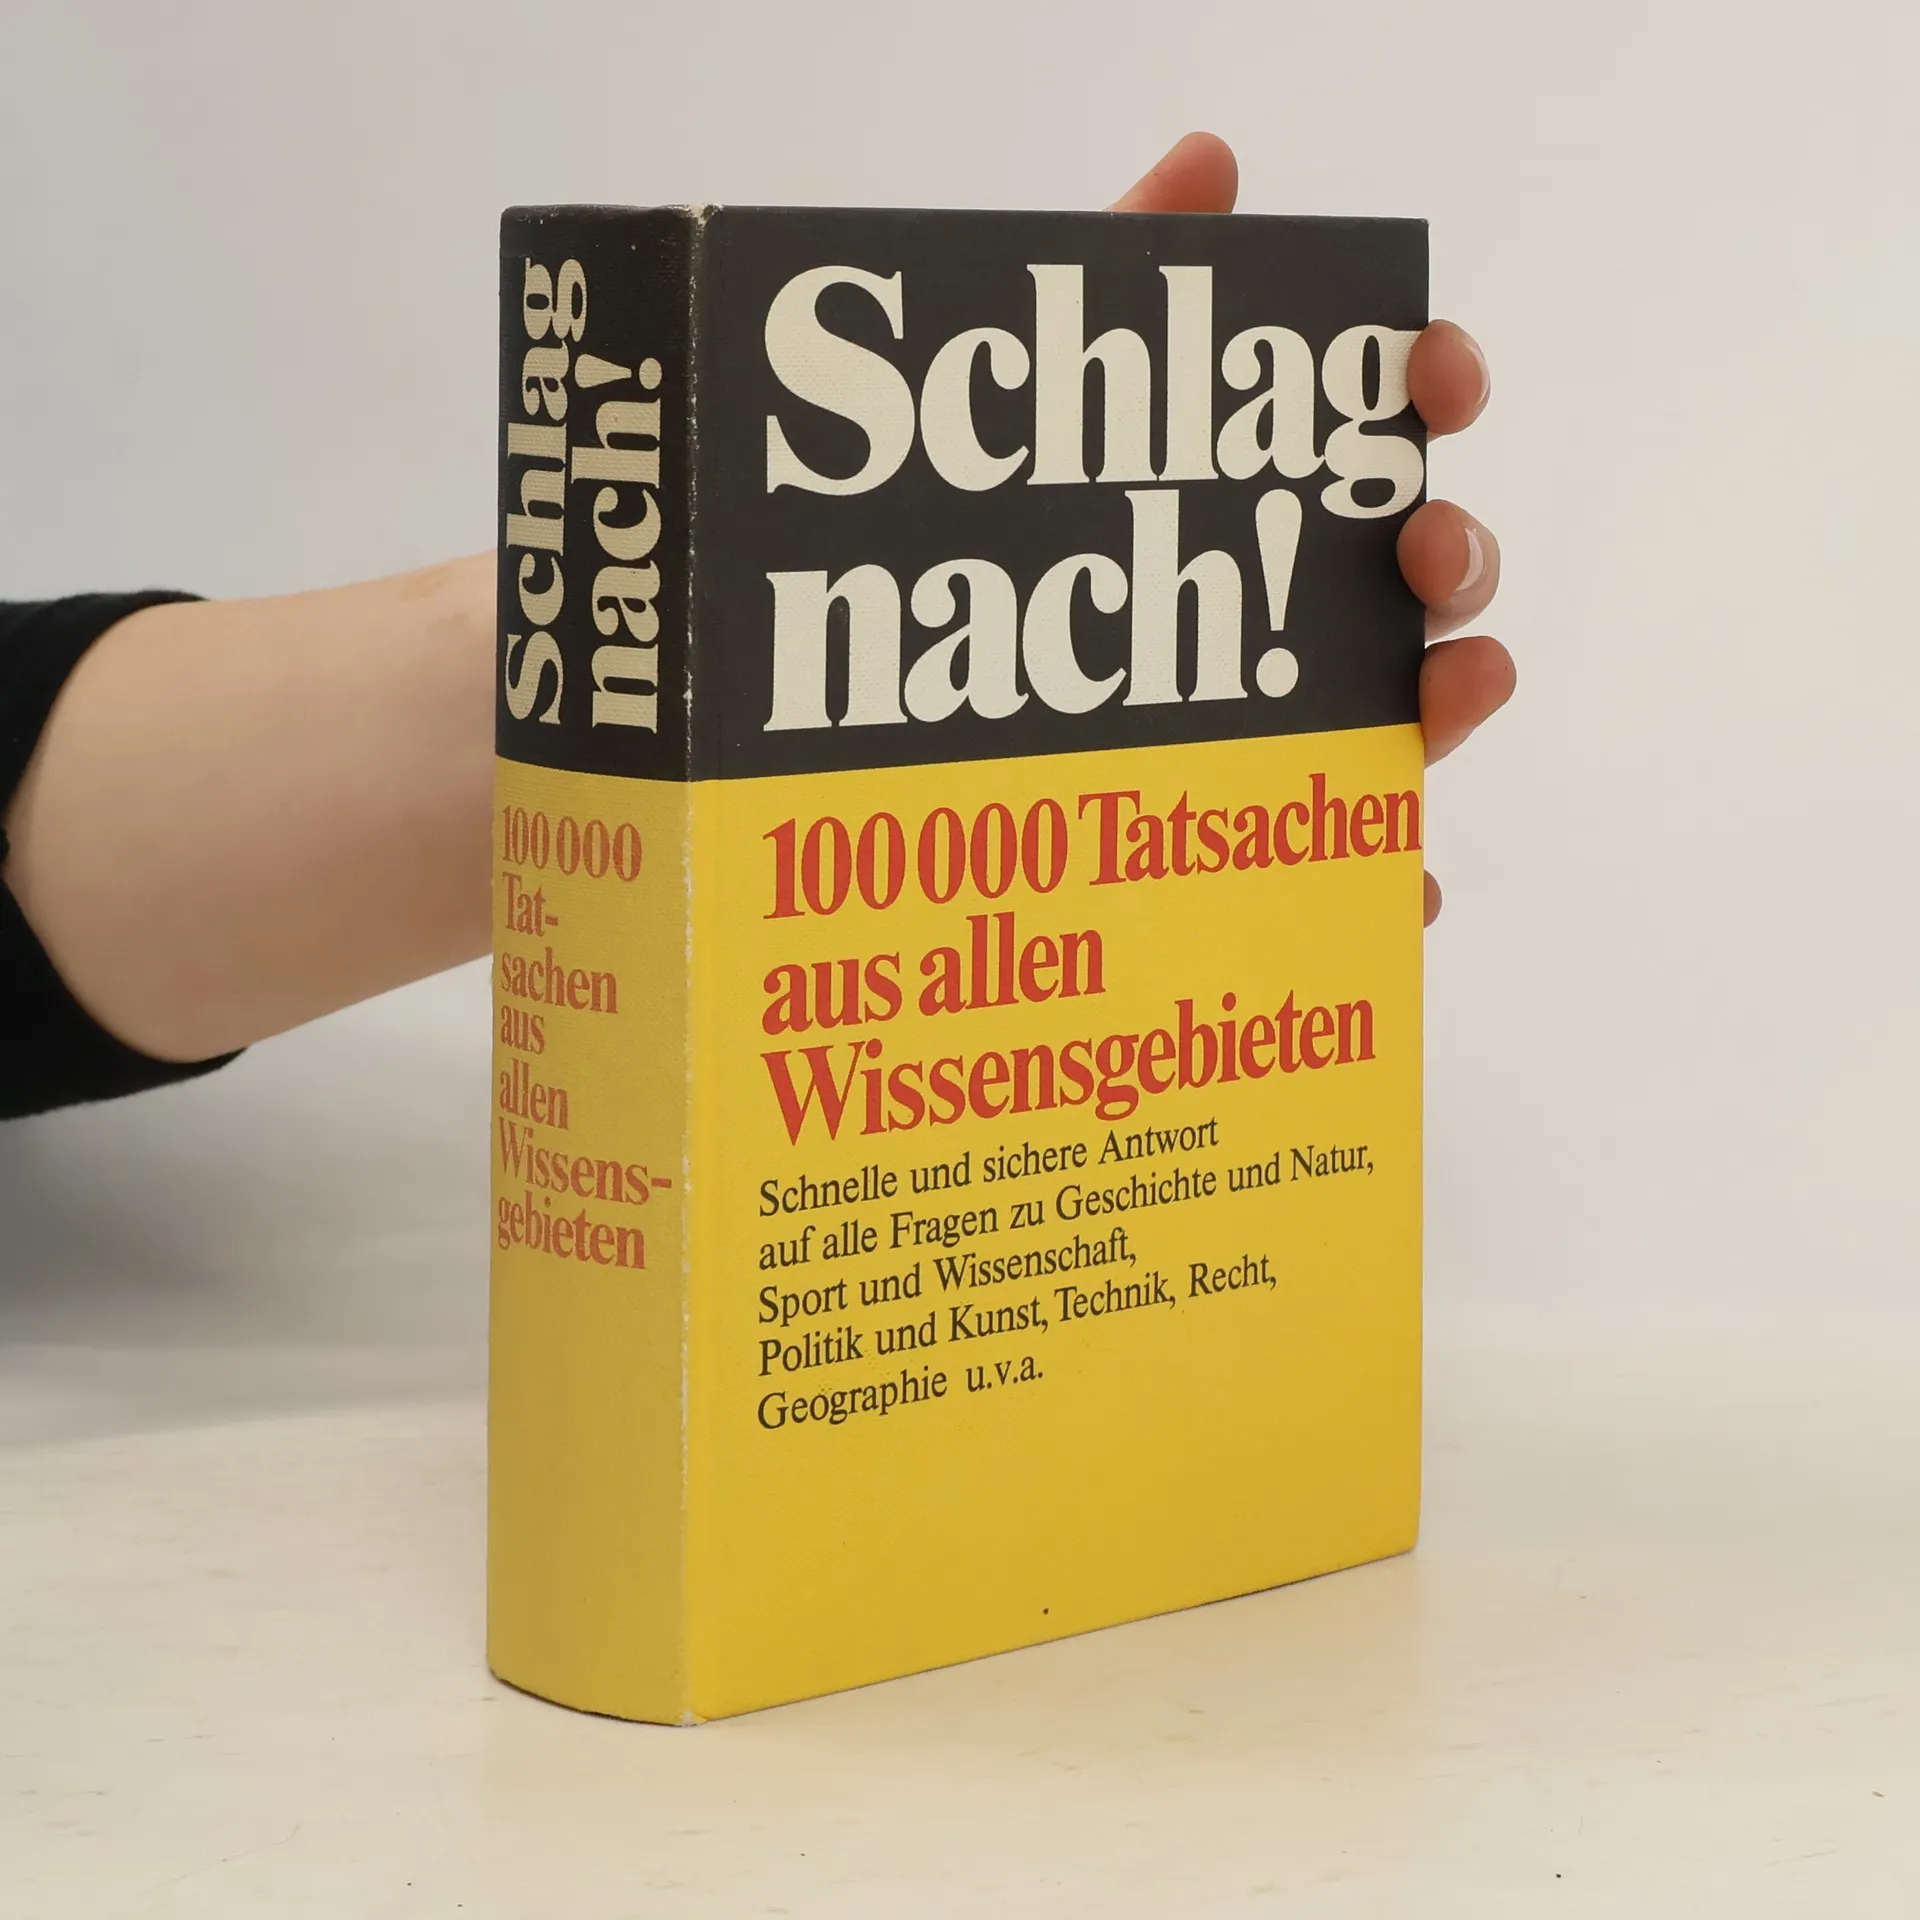 Schlag
nach!
100 000
Tat-
sachen
aus
allen
Wissens-
gebieten
Schlag
nach!
100 000 Tatsachen
aus allen
Wissensgebieten
Schnelle und sichere Antwort
auf alle Fragen zu Geschichte und Natur,
Sport und Wissenschaft,
Politik und Kunst, Technik, Recht,
Geographie u.v.a.